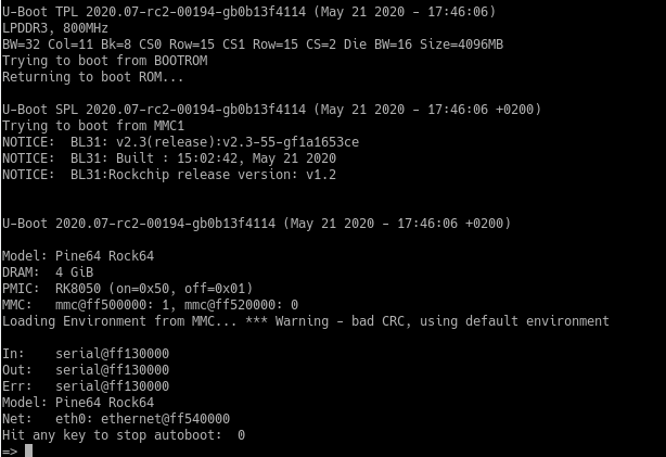 U-Boot TPL 2020.07-rc2-00194-gb0b13f4114 (May 21 2020 - 17:46:06)
LPDDR3, 800MHz
BW=32 Col=11 Bk=8 CS0 Row=15 CS1 Row=15 CS=2 Die BW=16 Size=4096MB
Trying to boot from BOOTROM
Returning to boot ROM...
U-Boot SPL 2020.07-rc2-00194-gb0b13f4114 (May 21 2020 - 17:46:06 +0200)
Trying to boot from MMC1
NOTICE:  BL31: v2.3(release):v2.3-55-gf1a1653ce
NOTICE:  BL31: Built : 15:02:42, May 21 2020
NOTICE:  BL31:Rockchip release version: v1.2
U-Boot 2020.07-rc2-00194-gb0b13f4114 (May 21 2020 - 17:46:06 +0200)
Model: Pine64 Rock64
DRAM:  4 GiB
PMIC:  RK8050 (on=0x50, off=0x01)
MMC:   mmc@ff500000: 1, mmc@ff520000: 0
Loading Environment from MMC... *** Warning - bad CRC, using default environment
In:    serial@ff130000
Out:   serial@ff130000
Err:   serial@ff130000
Model: Pine64 Rock64
Net:   eth0: ethernet@ff540000
Hit any key to stop autoboot:  0
=>